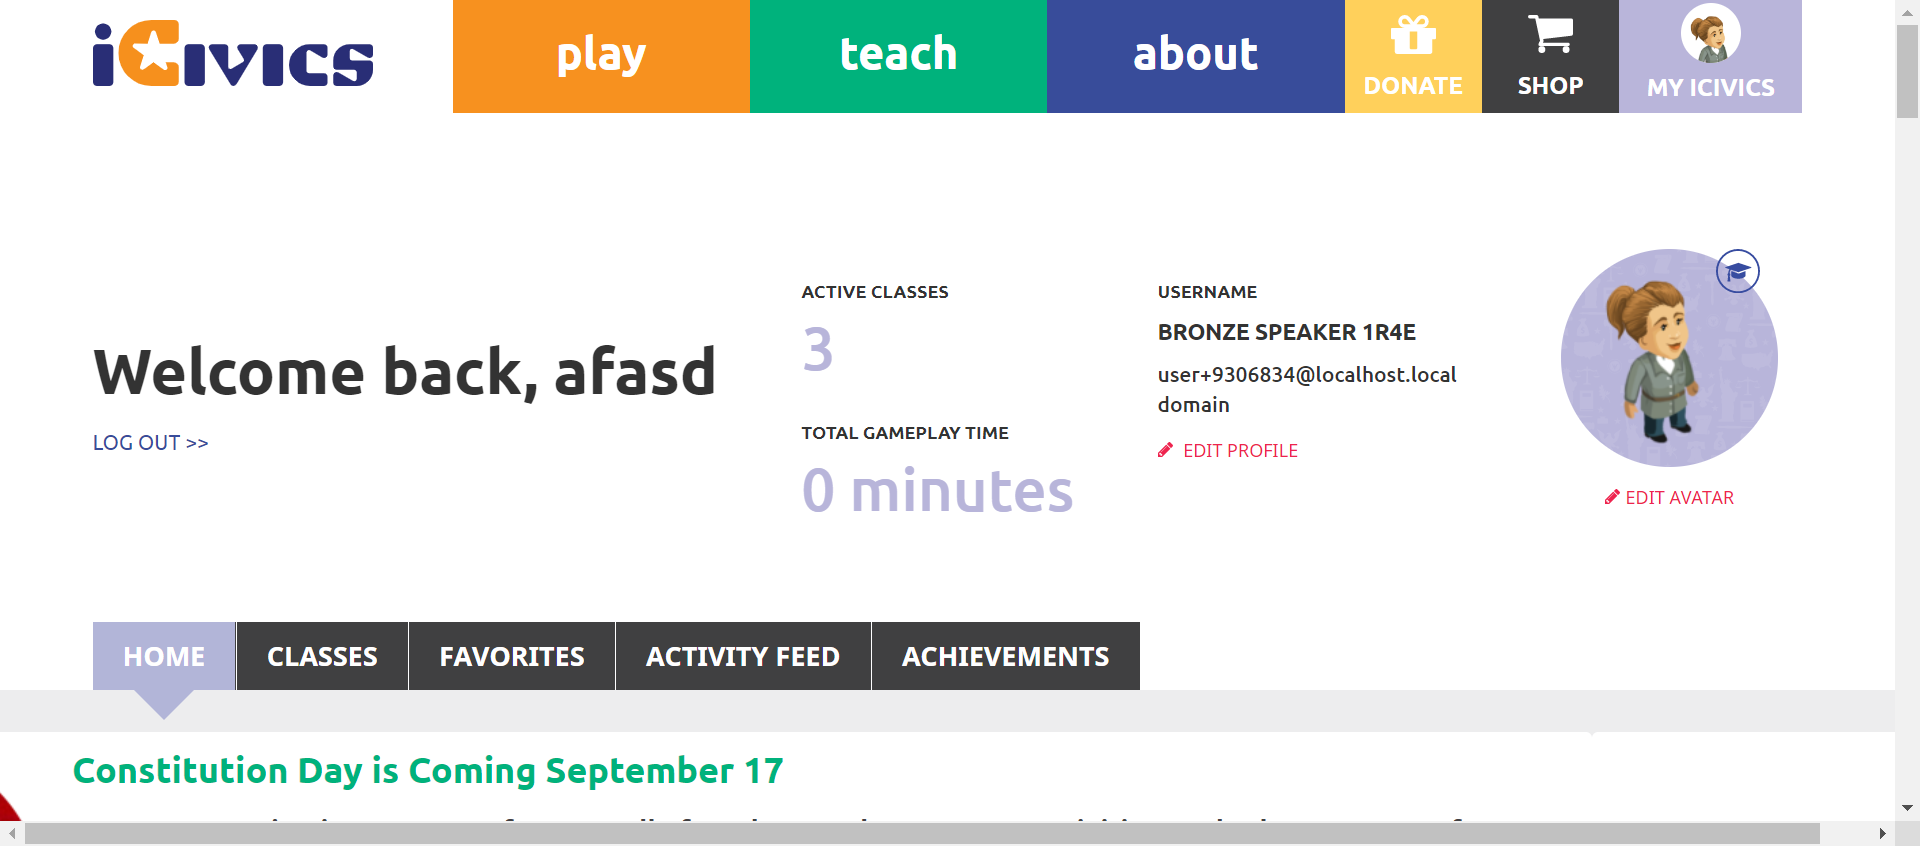 iCivics
play
teach
about
DONATE
SHOP
MY ICIVICS
Welcome back, afasd
LOG OUT >>
ACTIVE CLASSES
3
TOTAL GAMEPLAY TIME
0 minutes
USERNAME
BRONZE SPEAKER 1R4E
user+9306834@localhost.local
domain
EDIT PROFILE
EDIT AVATAR
HOME
CLASSES
FAVORITES
ACTIVITY FEED
ACHIEVEMENTS
Constitution Day is Coming September 17